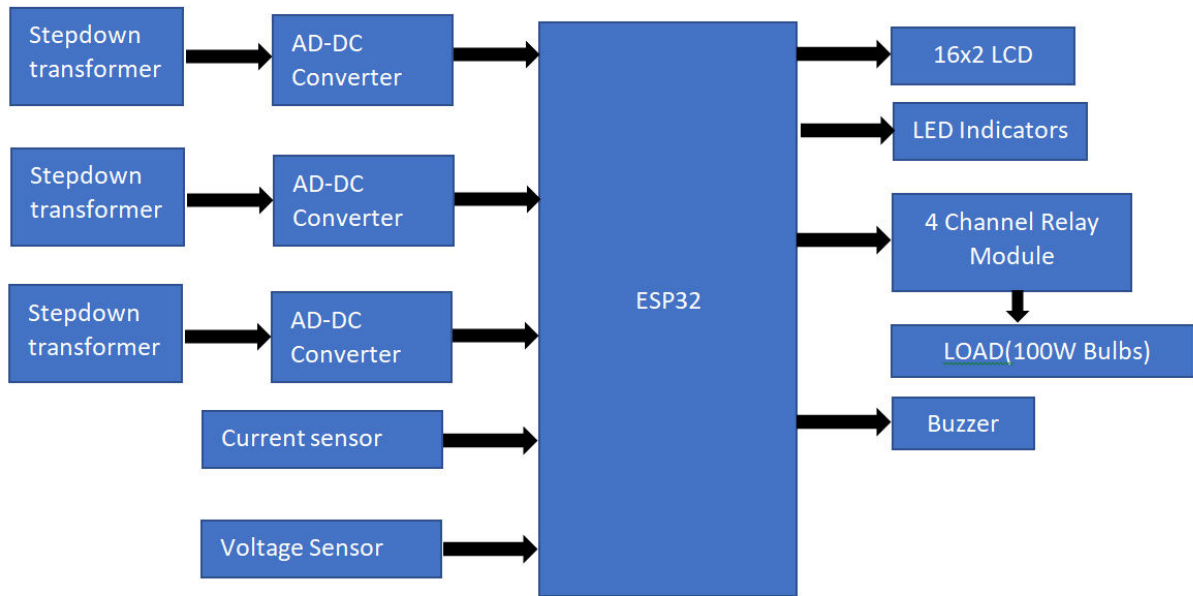 Stepdown
transformer
AD-DC
Converter
16x2 LCD
LED Indicators
Stepdown
transformer
AD-DC
Converter
4 Channel Relay
Module
Stepdown
transformer
AD-DC
Converter
ESP32
LOAD(100W Bulbs)
Current sensor
Buzzer
Voltage Sensor